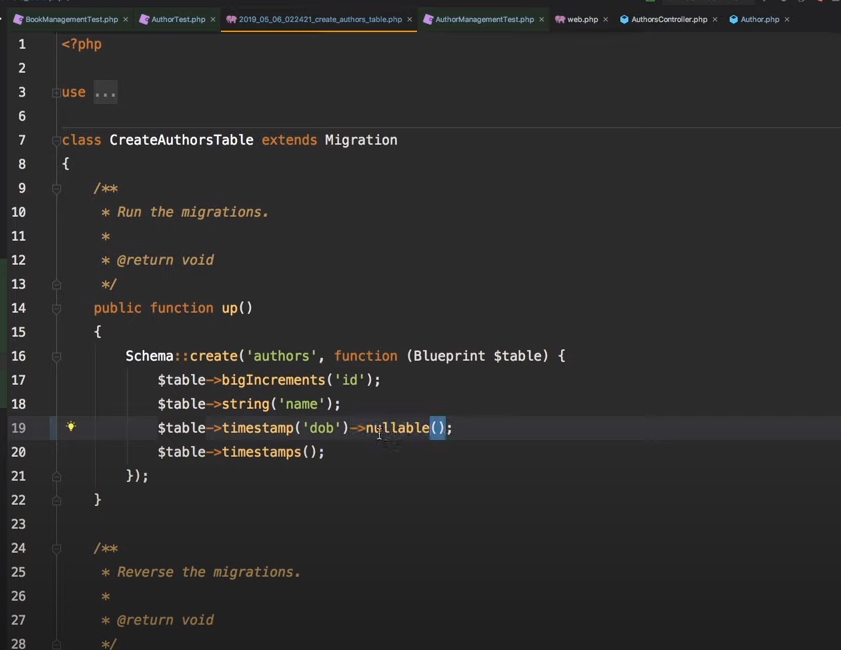 BookManagementTest.php × AuthorTest.php × 2019_05_06_022421_create_authors_table.php × AuthorManagementTest.php × web.php × AuthorsController.php × Author.php ×
1 <?php
2
3 use ...
6
7 class CreateAuthorsTable extends Migration
8 {
9 /**
10 * Run the migrations.
11 *
12 * @return void
13 */
14 public function up()
15 {
16 Schema::create('authors', function (Blueprint $table) {
17 $table->bigIncrements('id');
18 $table->string('name');
19 $table->timestamp('dob')->nullable();
20 $table->timestamps();
21 });
22 }
23
24 /**
25 * Reverse the migrations.
26 *
27 * @return void
28 */